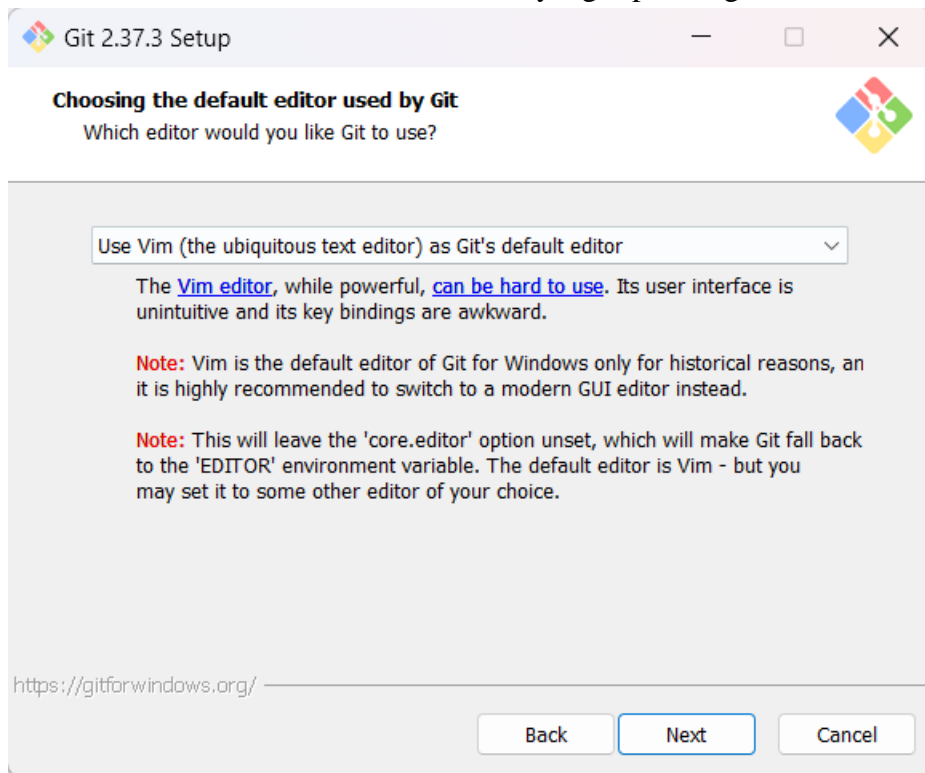 Git 2.37.3 Setup
Choosing the default editor used by Git
Which editor would you like Git to use?
Use Vim (the ubiquitous text editor) as Git's default editor
The Vim editor, while powerful, can be hard to use. Its user interface is
unintuitive and its key bindings are awkward.
Note: Vim is the default editor of Git for Windows only for historical reasons, an
it is highly recommended to switch to a modern GUI editor instead.
Note: This will leave the 'core.editor' option unset, which will make Git fall back
to the 'EDITOR' environment variable. The default editor is Vim - but you
may set it to some other editor of your choice.
https://gitforwindows.org/
Back Next Cancel